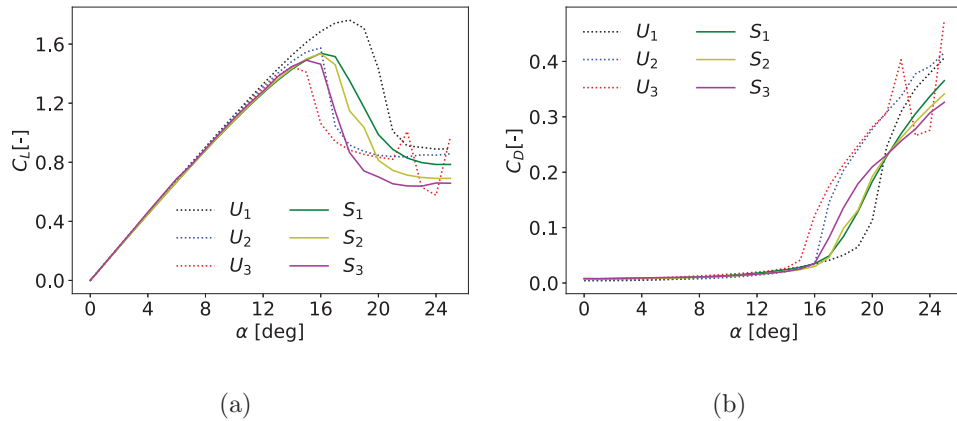 1.6
1.2
0.8
0.4
0.0
C_L[-]
U_1
U_2
U_3
S_1
S_2
S_3
0 4 8 12 16 20 24
α [deg]
(a)
0.4
0.3
0.2
0.1
0.0
C_D[-]
U_1
U_2
U_3
S_1
S_2
S_3
0 4 8 12 16 20 24
α [deg]
(b)